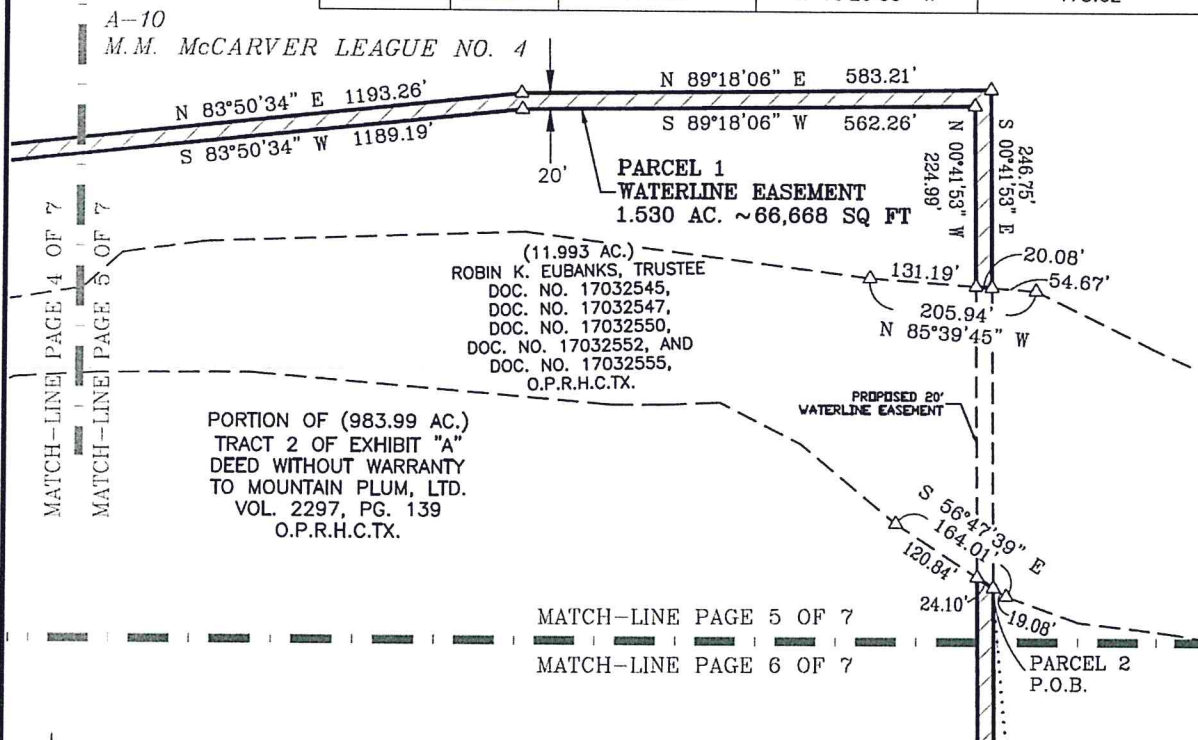 A-10
M.M. McCARVER LEAGUE NO. 4
N 83°50'34" E 1193.26'
S 83°50'34" W 1189.19'
N 89°18'06" E 583.21'
S 89°18'06" W 562.26'
20'
N 00°41'53" W
224.99'
S 00°41'53" E
246.75'
PARCEL 1
WATERLINE EASEMENT
1.530 AC. ~66,668 SQ FT
MATCH-LINE PAGE 4 OF 7
MATCH-LINE PAGE 5 OF 7
(11.993 AC.)
ROBIN K. EUBANKS, TRUSTEE
DOC. NO. 17032545,
DOC. NO. 17032547,
DOC. NO. 17032550,
DOC. NO. 17032552, AND
DOC. NO. 17032555,
O.P.R.H.C.TX.
131.19'
20.08'
54.67'
205.94'
N 85°39'45" W
PROPOSED 20'
WATERLINE EASEMENT
PORTION OF (983.99 AC.)
TRACT 2 OF EXHIBIT "A"
DEED WITHOUT WARRANTY
TO MOUNTAIN PLUM, LTD.
VOL. 2297, PG. 139
O.P.R.H.C.TX.
S 56°47'39" E
164.01'
120.84'
24.10'
19.08'
MATCH-LINE PAGE 5 OF 7
MATCH-LINE PAGE 6 OF 7
PARCEL 2
P.O.B.